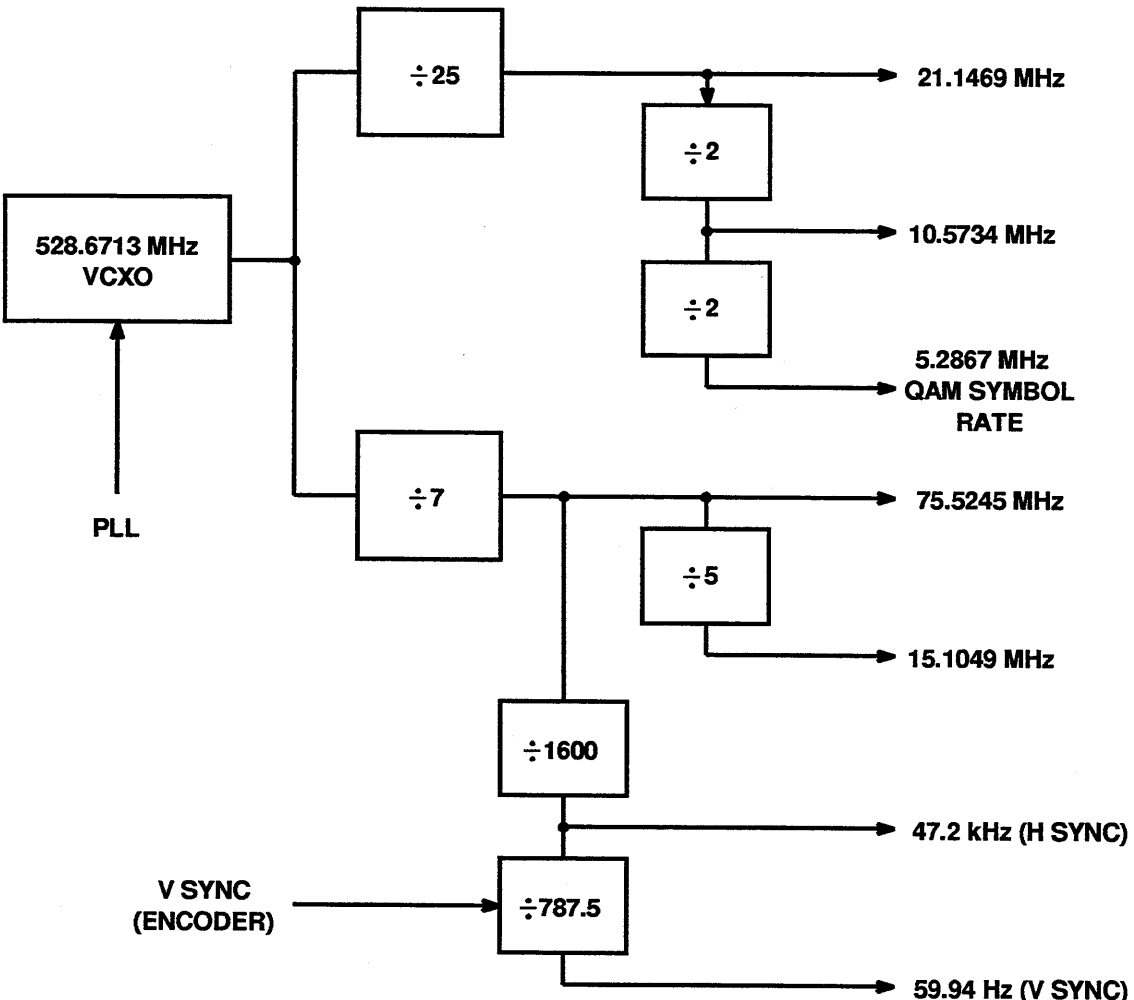 ÷25
21.1469 MHz
÷2
528.6713 MHz
VCXO
10.5734 MHz
÷2
5.2867 MHz
QAM SYMBOL
RATE
÷7
75.5245 MHz
PLL
÷5
15.1049 MHz
÷1600
47.2 kHz (H SYNC)
V SYNC
(ENCODER)
÷787.5
59.94 Hz (V SYNC)